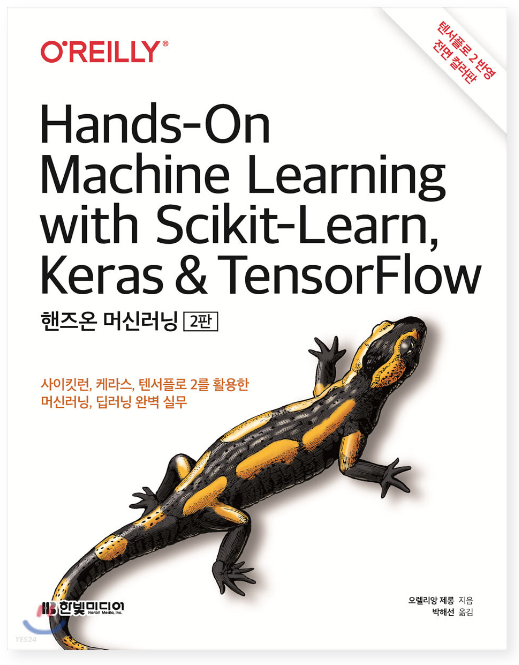 O'REILLY®
텐서플로 2 반영
전면 컬러판
Hands-On
Machine Learning
with Scikit-Learn,
Keras & TensorFlow
핸즈온 머신러닝 2판
사이킷런, 케라스, 텐서플로 2를 활용한
머신러닝, 딥러닝 완벽 실무
오렐리앙 제롱 지음
박해선 옮김
한빛미디어
Hanbit Media, Inc.
YES24